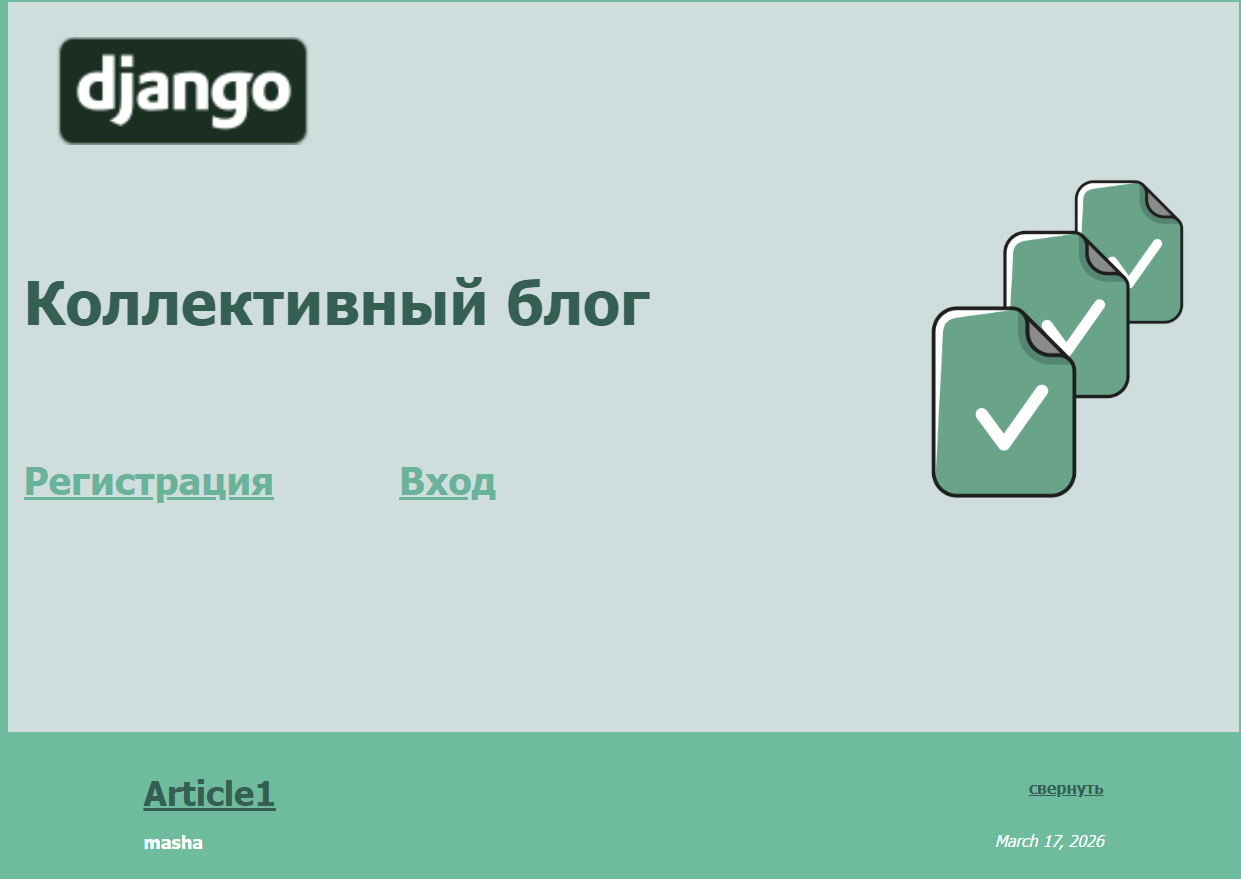 django
Коллективный блог
Регистрация Вход
Article1 свернуть
masha March 17, 2026